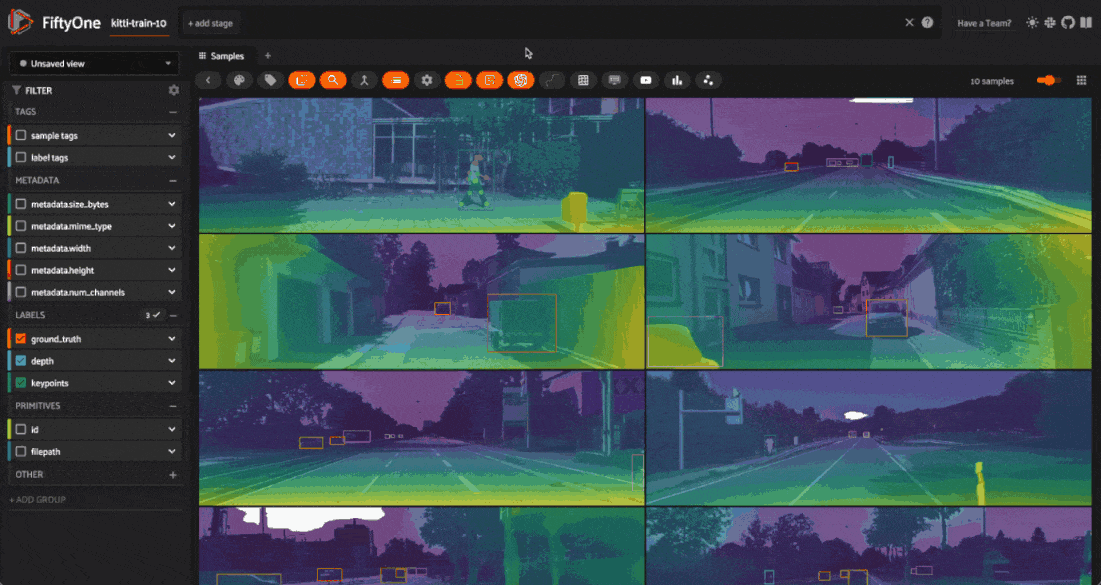 FiftyOne kitti-train-10 + add stage Have a Team?
Unsaved view
Samples +
10 samples
FILTER
TAGS
sample tags
label tags
METADATA
metadata.size_bytes
metadata.mime_type
metadata.width
metadata.height
metadata.num_channels
LABELS 3
ground_truth
depth
keypoints
PRIMITIVES
id
filepath
OTHER
+ ADD GROUP